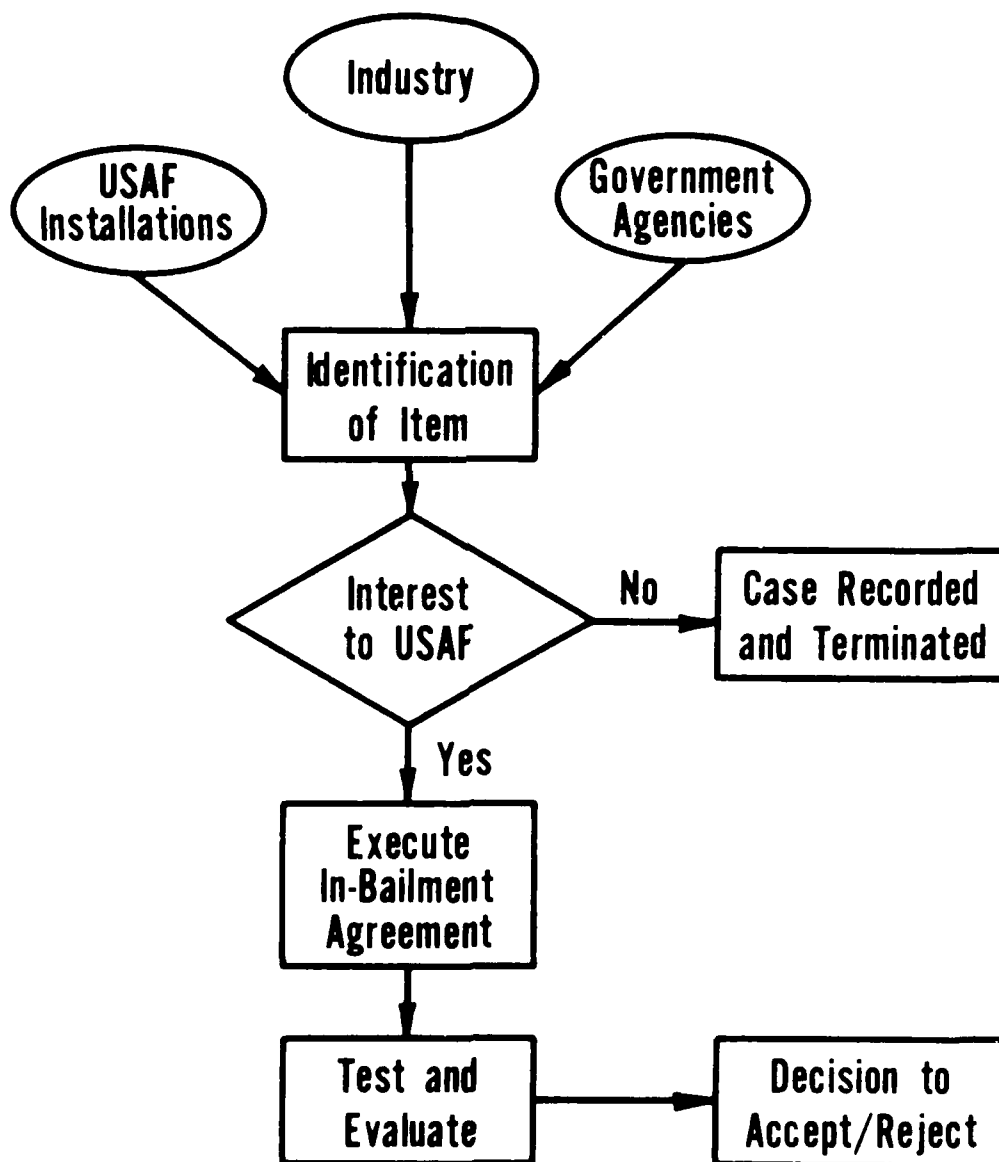 Industry
USAF
Installations
Government
Agencies
Identification
of Item
Interest
to USAF
No
Case Recorded
and Terminated
Yes
Execute
In-Bailment
Agreement
Test and
Evaluate
Decision to
Accept/Reject